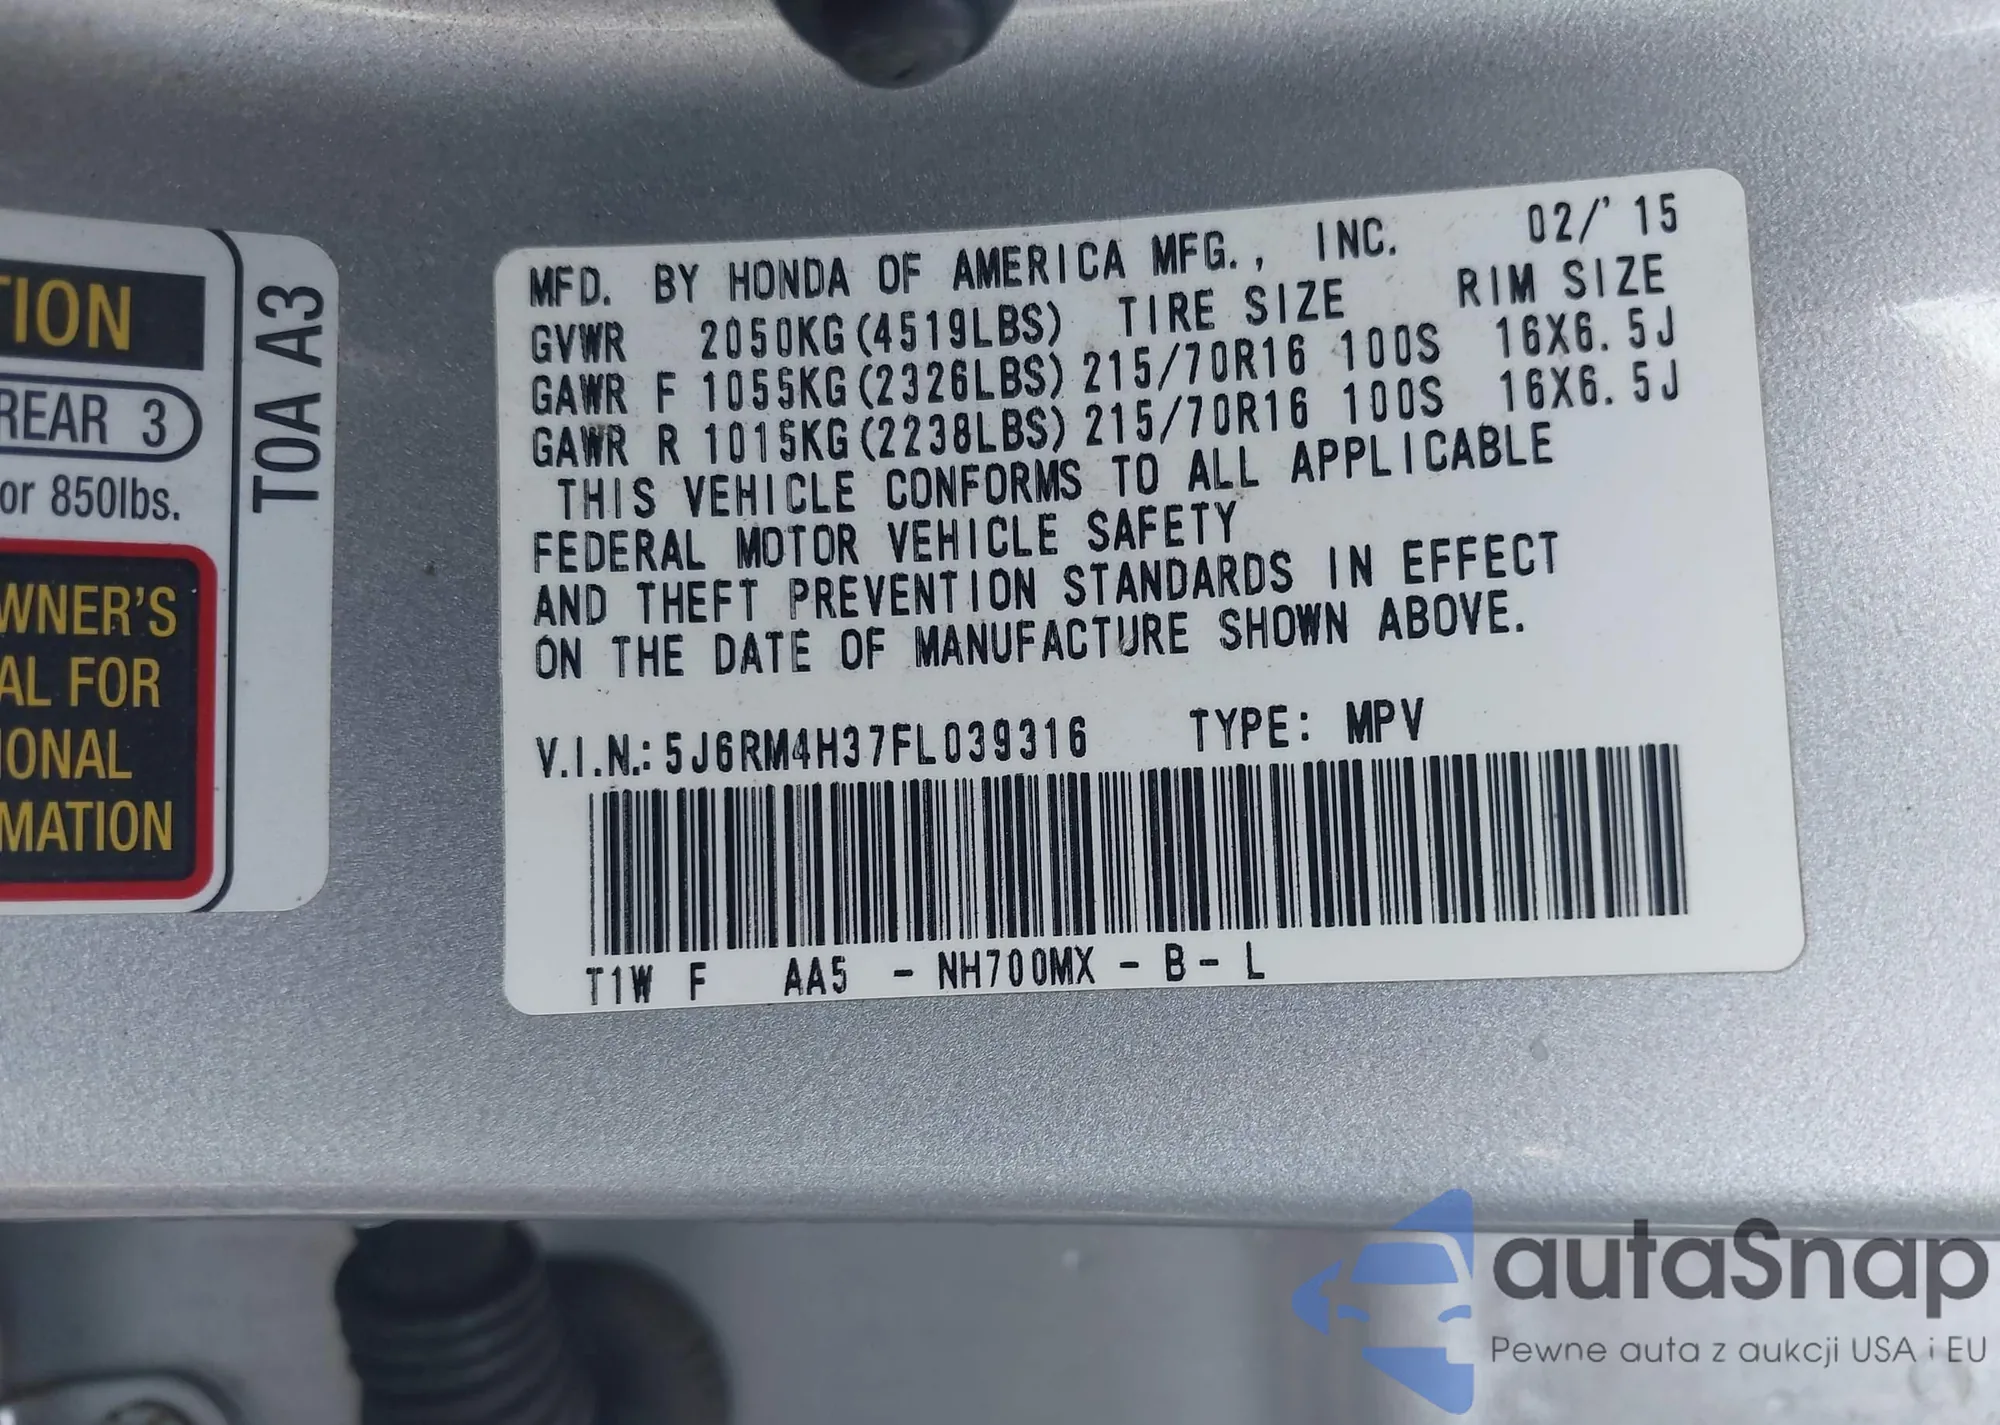 TION
REAR 3
or 850lbs.
WNER'S
AL FOR
IONAL
MATION
T0A A3
MFD. BY HONDA OF AMERICA MFG., INC. 02/'15
GVWR 2050KG(4519LBS) TIRE SIZE RIM SIZE
GAWR F 1055KG(2326LBS) 215/70R16 100S 16X6.5J
GAWR R 1015KG(2238LBS) 215/70R16 100S 16X6.5J
THIS VEHICLE CONFORMS TO ALL APPLICABLE
FEDERAL MOTOR VEHICLE SAFETY
AND THEFT PREVENTION STANDARDS IN EFFECT
ON THE DATE OF MANUFACTURE SHOWN ABOVE.
V.I.N.: 5J6RM4H37FL039316 TYPE: MPV
T1W F AA5 - NH700MX - B - L
autaSnap
Pewne auta z aukcji USA i EU